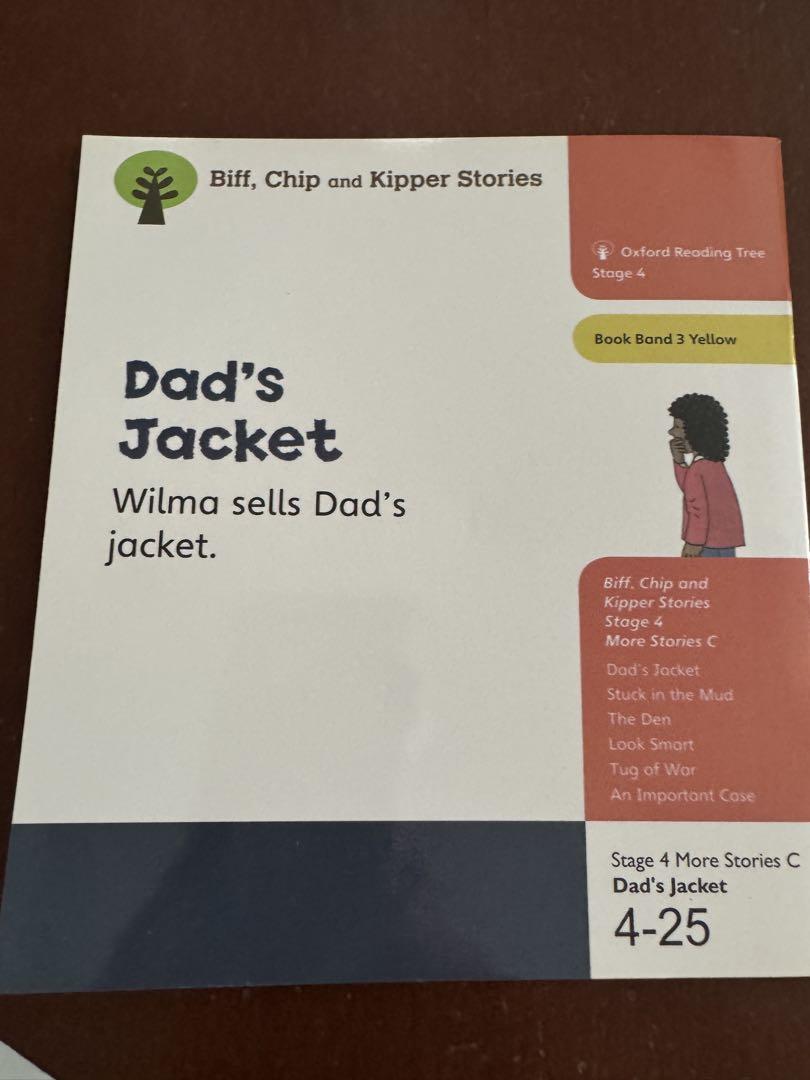 Biff, Chip and Kipper Stories
Oxford Reading Tree
Stage 4
Book Band 3 Yellow
Dad's
Jacket
Wilma sells Dad's
jacket.
Biff, Chip and
Kipper Stories
Stage 4
More Stories C
Dad's Jacket
Stuck in the Mud
The Den
Look Smart
Tug of War
An Important Case
Stage 4 More Stories C
Dad's Jacket
4-25